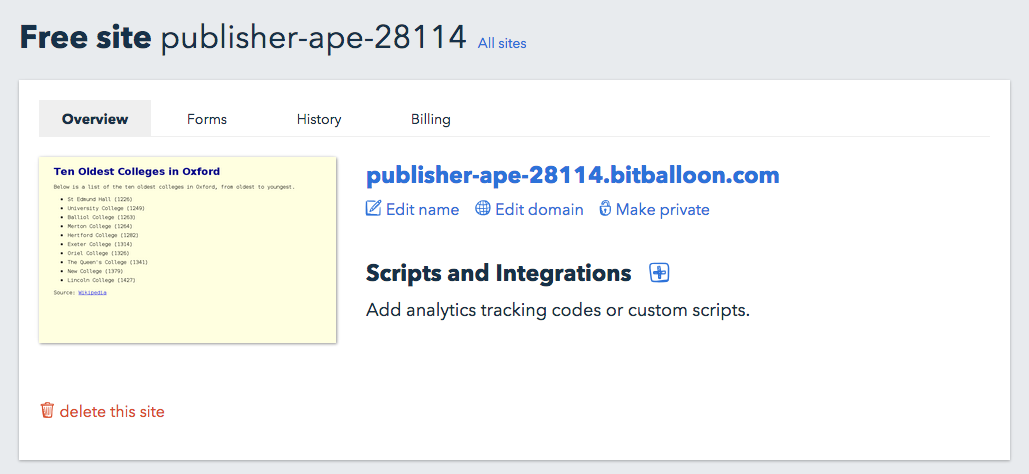 Free site publisher-ape-28114 All sites
Overview Forms History Billing
Ten Oldest Colleges in Oxford
Below is a list of the ten oldest colleges in Oxford, from oldest to youngest.
St Edmund Hall (1226)
University College (1249)
Balliol College (1263)
Merton College (1264)
Hertford College (1282)
Exeter College (1314)
Oriel College (1326)
The Queen's College (1341)
New College (1379)
Lincoln College (1427)
Source: Wikipedia
publisher-ape-28114.bitballoon.com
Edit name Edit domain Make private
Scripts and Integrations
Add analytics tracking codes or custom scripts.
delete this site